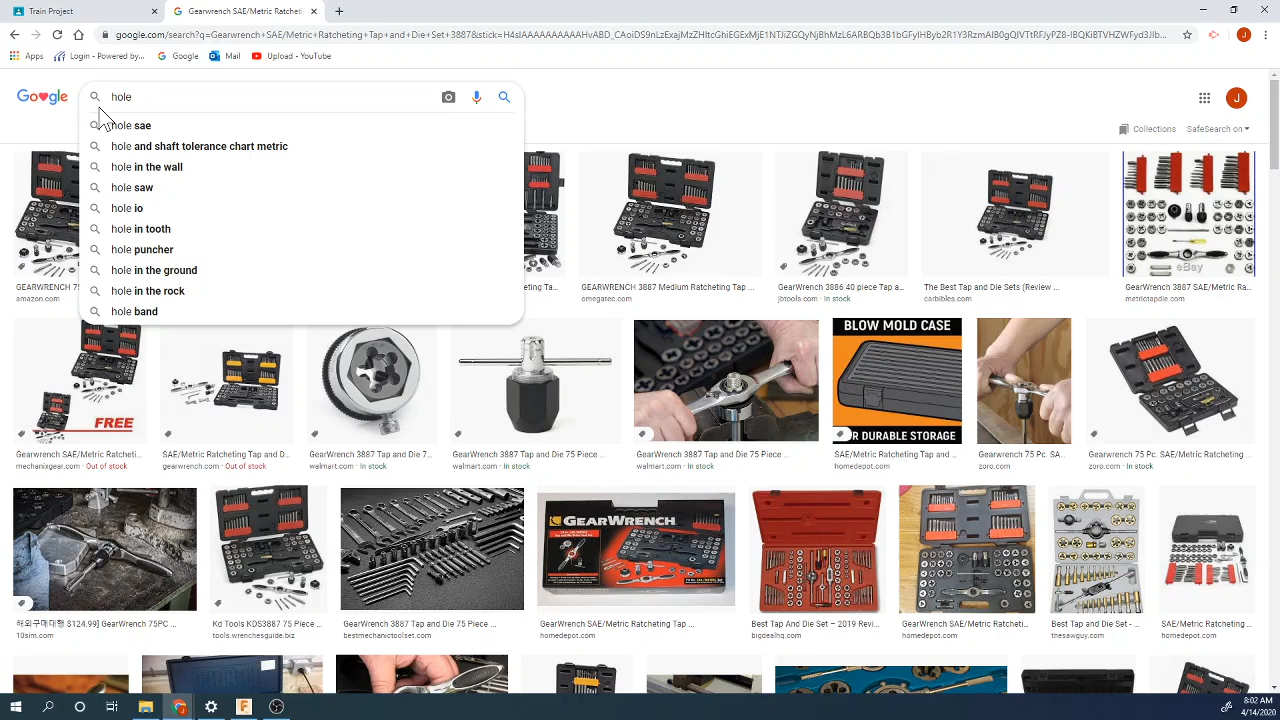 Train Project
Gearwrench SAE/Metric Ratcheti
google.com/search?q=Gearwrench+SAE/Metric+Ratcheting+Tap+and+Die+Set+3887&stick=
J
Apps
Login - Powered by...
Google
Mail
Upload - YouTube
Go♥gle
hole
J
hole sae
hole and shaft tolerance chart metric
hole in the wall
hole saw
hole io
hole in tooth
hole puncher
hole in the ground
hole in the rock
hole band
Collections
SafeSearch on
eBay
GEARWRENCH 7
GEARWRENCH 3887 Medium Ratcheting Tap ...
GearWrench 3886 40 piece Tap a...
The Best Tap and Die Sets (Review ...
GearWrench 3887 SAE/Metric Ra...
amazon.com
omegatec.com
jbtools.com · In stock
carbibles.com
metrictapdie.com
FREE
BLOW MOLD CASE
OR DURABLE STORAGE
Gearwrench SAE/Metric Ratcheti...
SAE/Metric Ratcheting Tap and D...
GearWrench 3887 Tap and Die 7...
GearWrench 3887 Tap and Die 75 Piece ...
GearWrench 3887 Tap and Die 75 Piece ...
SAE/Metric Ratcheting Tap and ...
Gearwrench 75 Pc. SA...
Gearwrench 75 Pc. SAE/Metric Ratcheting ...
mechanixgear.com · Out of stock
gearwrench.com · Out of stock
walmart.com · In stock
walmart.com · In stock
walmart.com · In stock
homedepot.com
zoro.com
zoro.com · In stock
GEARWRENCH
해외구매대행 $124.99] GearWrench 75PC ...
Kd Tools KDS3887 75 Piece ...
GearWrench 3887 Tap and Die 75 Piece ...
GEARWRENCH SAE/Metric Ratcheting Tap ...
Best Tap And Die Set – 2019 Revi...
GEARWRENCH SAE/Metric Ratcheti...
Best Tap and Die Set - ...
SAE/Metric Ratcheting ...
10sim.com
tools.wrenchesguide.biz
bestmechanictoolset.com
homedepot.com
bigdealhq.com
homedepot.com
thesawguy.com
homedepot.com
8:02 AM
4/14/2020